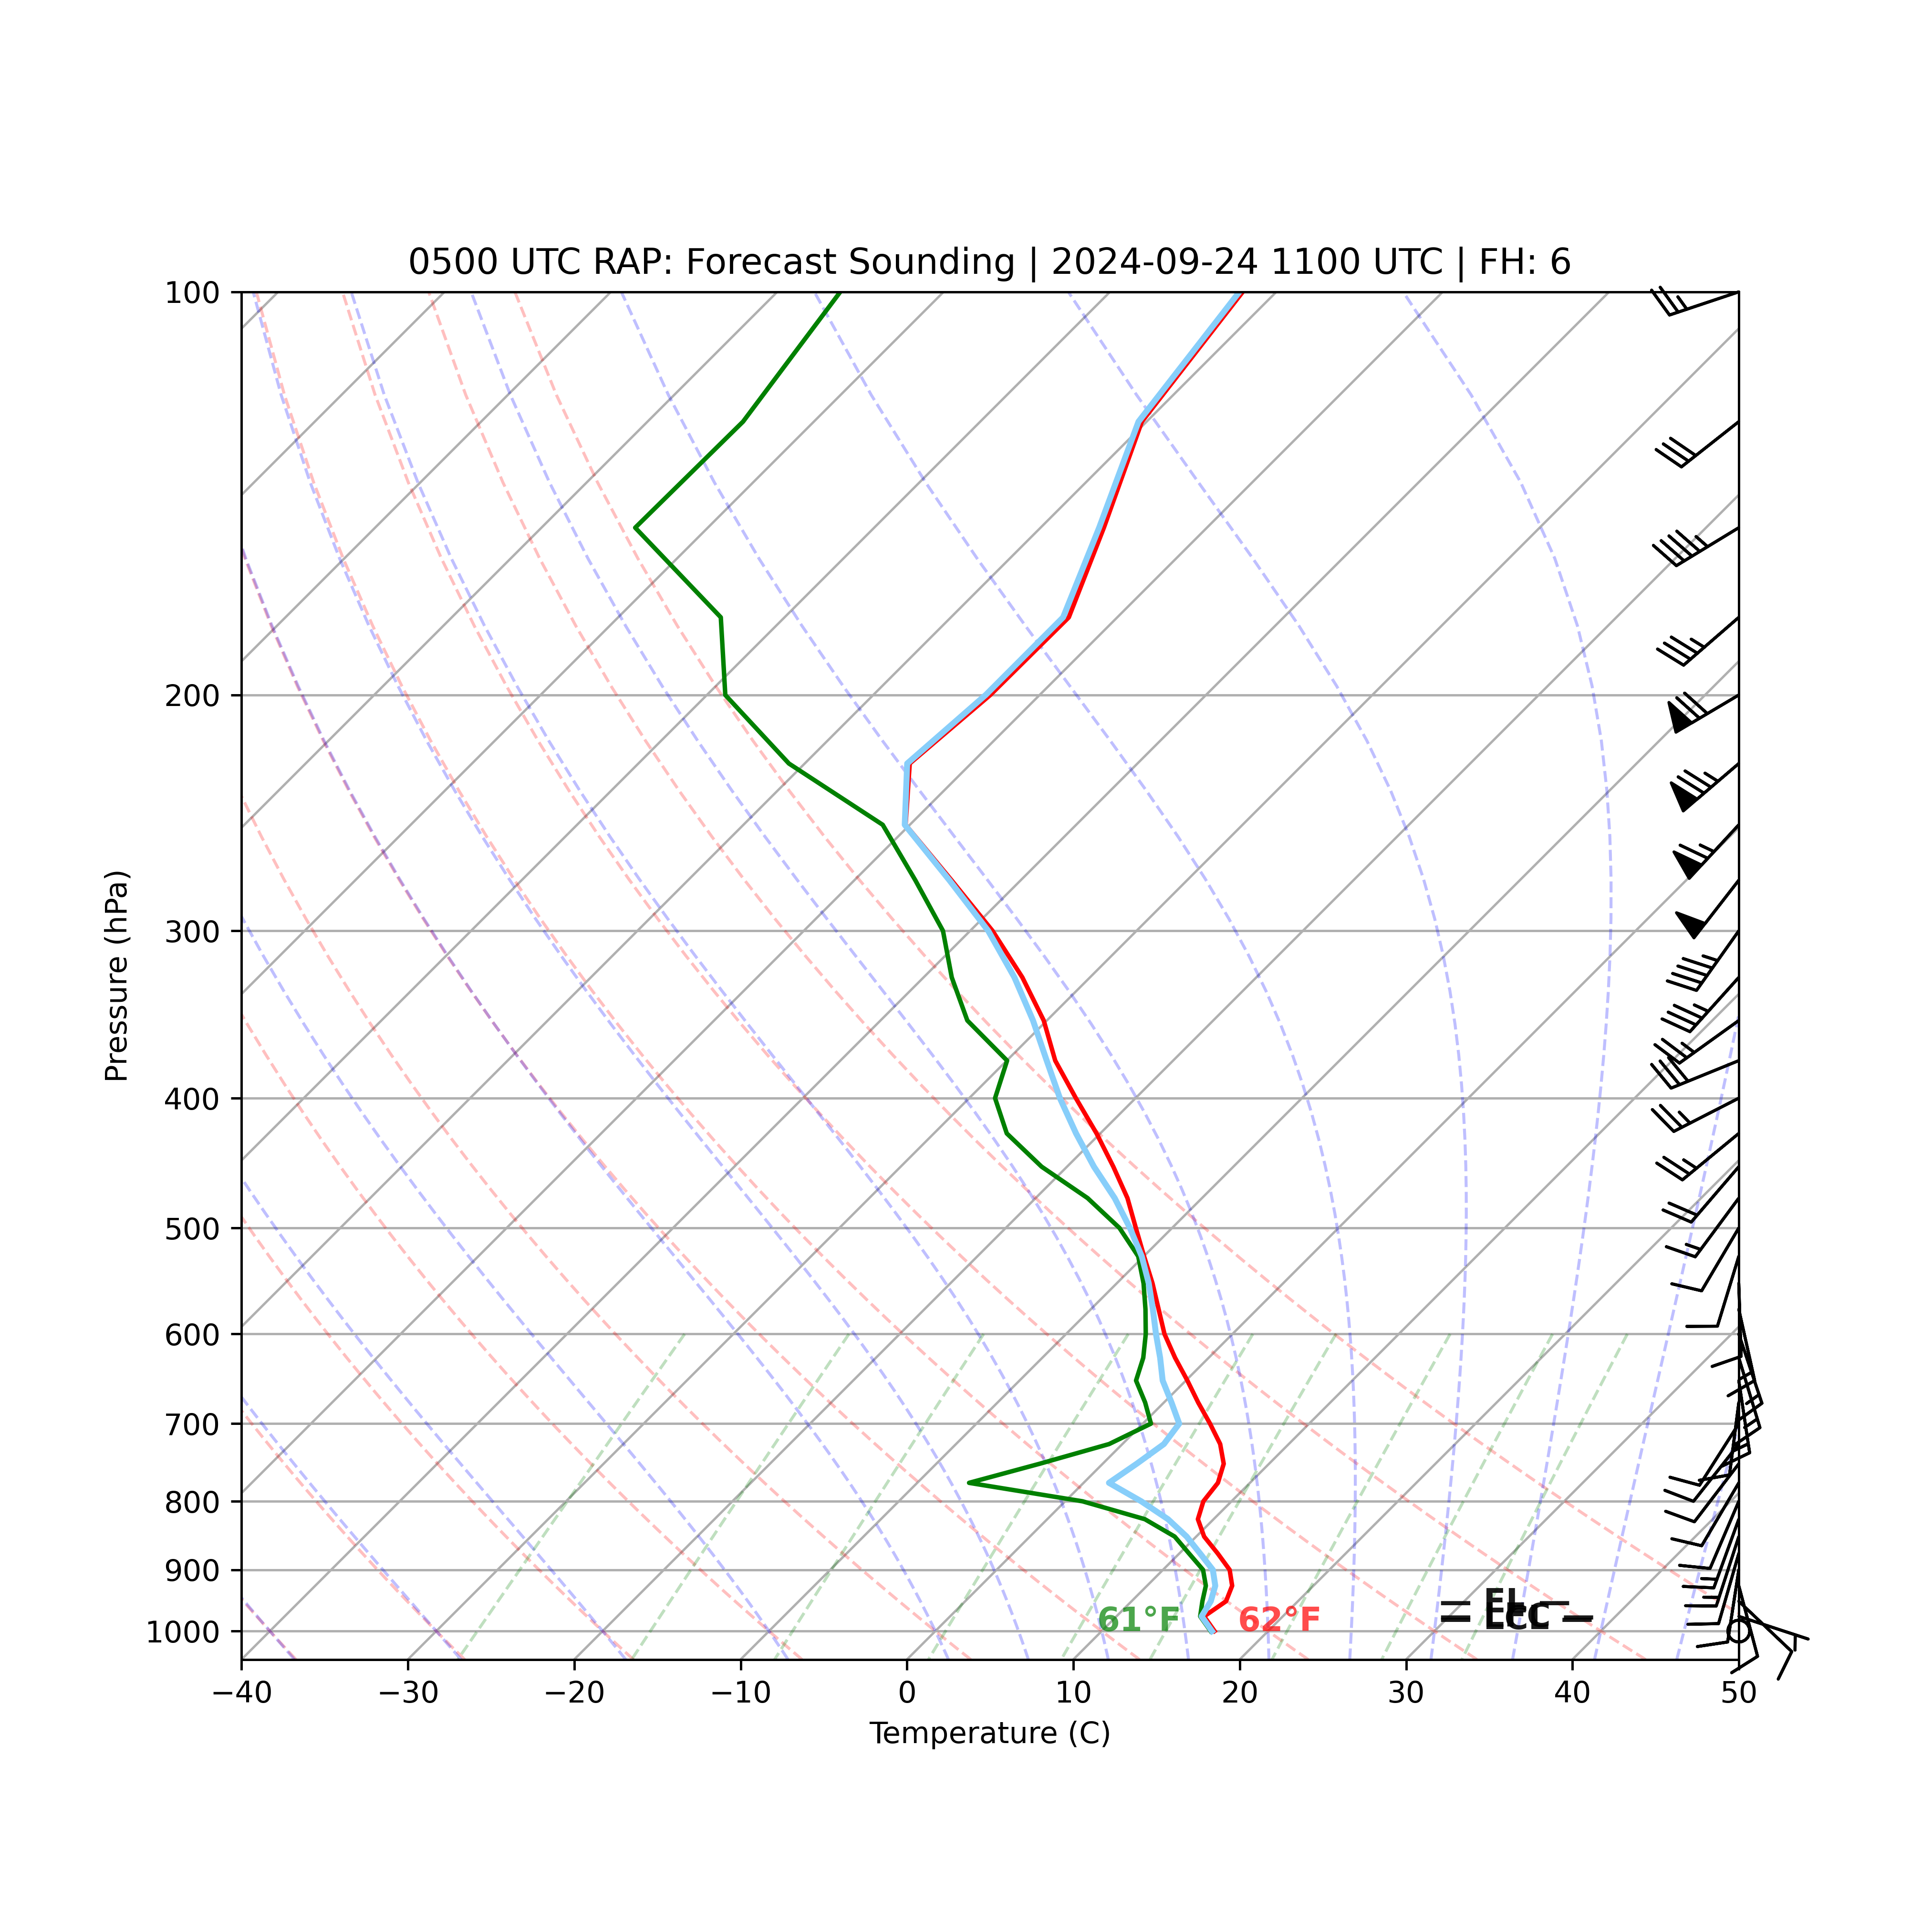 0500 UTC RAP: Forecast Sounding | 2024-09-24 1100 UTC | FH: 6
100
200
300
400
500
600
700
800
900
1000
Pressure (hPa)
61°F 62°F
— EL —
−40 −30 −20 −10 0 10 20 30 40 50
Temperature (C)